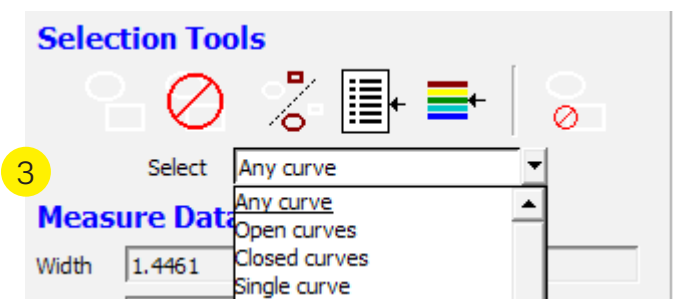 Selection Tools
3
Select Any curve
Any curve
Open curves
Closed curves
Single curve
Measure Data
Width 1.4461